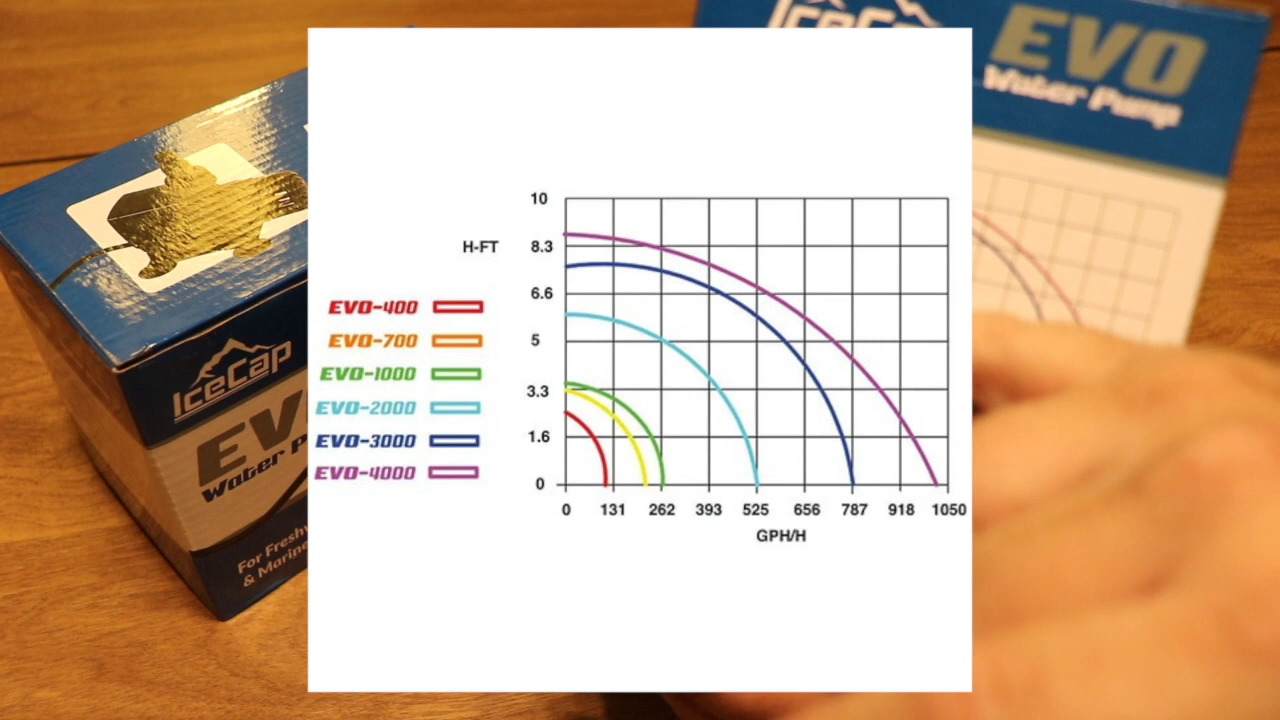 IceCap
EVO
Water Pump
IceCap
EV
Water P
For Freshw
& Marine
10
8.3
6.6
5
3.3
1.6
0
H-FT
EVO-400
EVO-700
EVO-1000
EVO-2000
EVO-3000
EVO-4000
0 131 262 393 525 656 787 918 1050
GPH/H